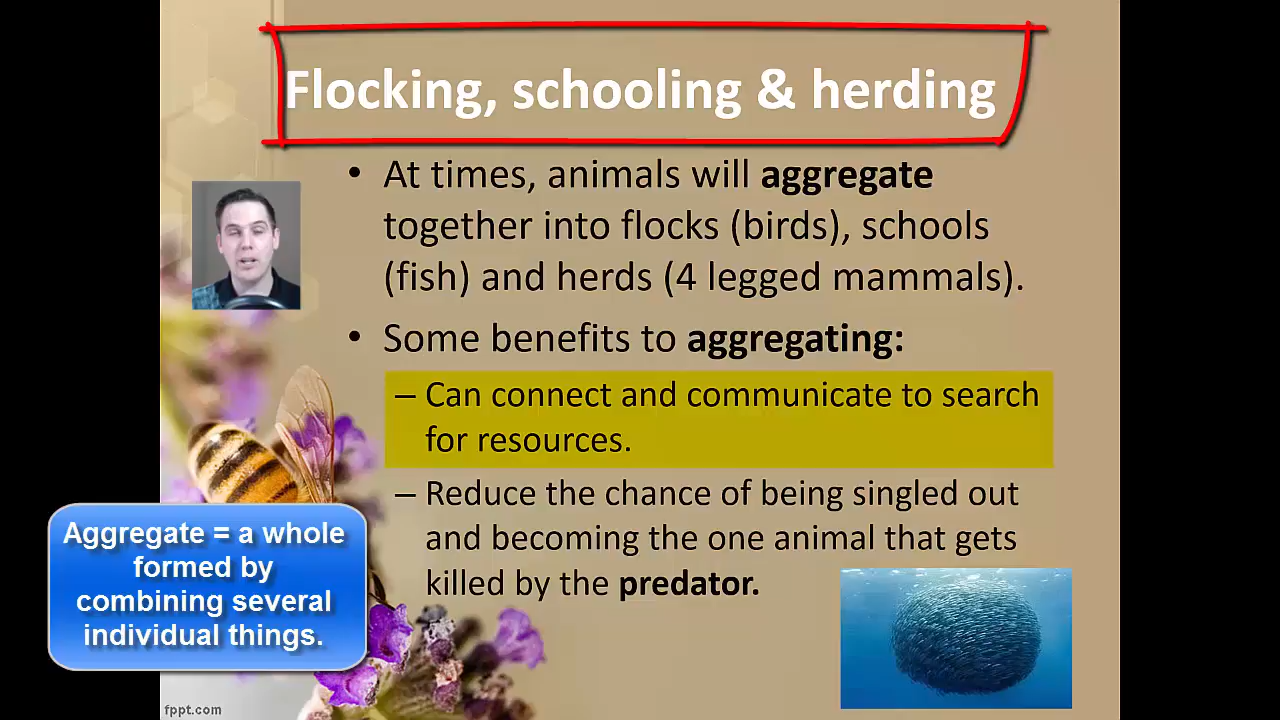 Flocking, schooling & herding
• At times, animals will aggregate
together into flocks (birds), schools
(fish) and herds (4 legged mammals).
• Some benefits to aggregating:
– Can connect and communicate to search
for resources.
– Reduce the chance of being singled out
and becoming the one animal that gets
killed by the predator.
Aggregate = a whole
formed by
combining several
individual things.
fppt.com